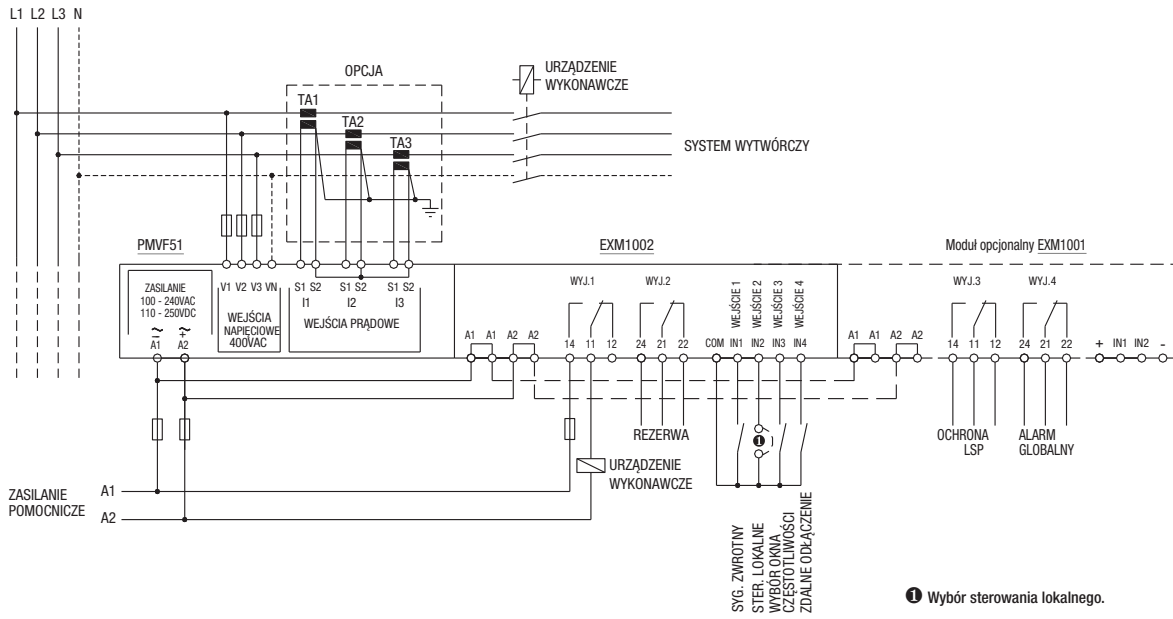 L1 L2 L3 N
OPCJA
URZĄDZENIE
WYKONAWCZE
TA1
TA2
TA3
SYSTEM WYTWÓRCZY
PMVF51
EXM1002
Moduł opcjonalny EXM1001
ZASILANIE
100 - 240VAC
110 - 250VDC
~ ~
– +
A1 A2
V1 V2 V3 VN
WEJŚCIA
NAPIĘCIOWE
400VAC
S1 S2 S1 S2 S1 S2
I1 I2 I3
WEJŚCIA PRĄDOWE
A1 A1 A2 A2
WYJ.1
14 11 12
WYJ.2
24 21 22
WEJŚCIE 1
WEJŚCIE 2
WEJŚCIE 3
WEJŚCIE 4
COM IN1 IN2 IN3 IN4
A1 A1 A2 A2
WYJ.3
14 11 12
WYJ.4
24 21 22
+ IN1 IN2 -
REZERWA
❶
OCHRONA
LSP
ALARM
GLOBALNY
URZĄDZENIE
WYKONAWCZE
ZASILANIE
POMOCNICZE
A1
A2
SYG. ZWROTNY
STER. LOKALNE
WYBÓR OKNA
CZĘSTOTLIWOŚCI
ZDALNE ODŁĄCZENIE
❶ Wybór sterowania lokalnego.